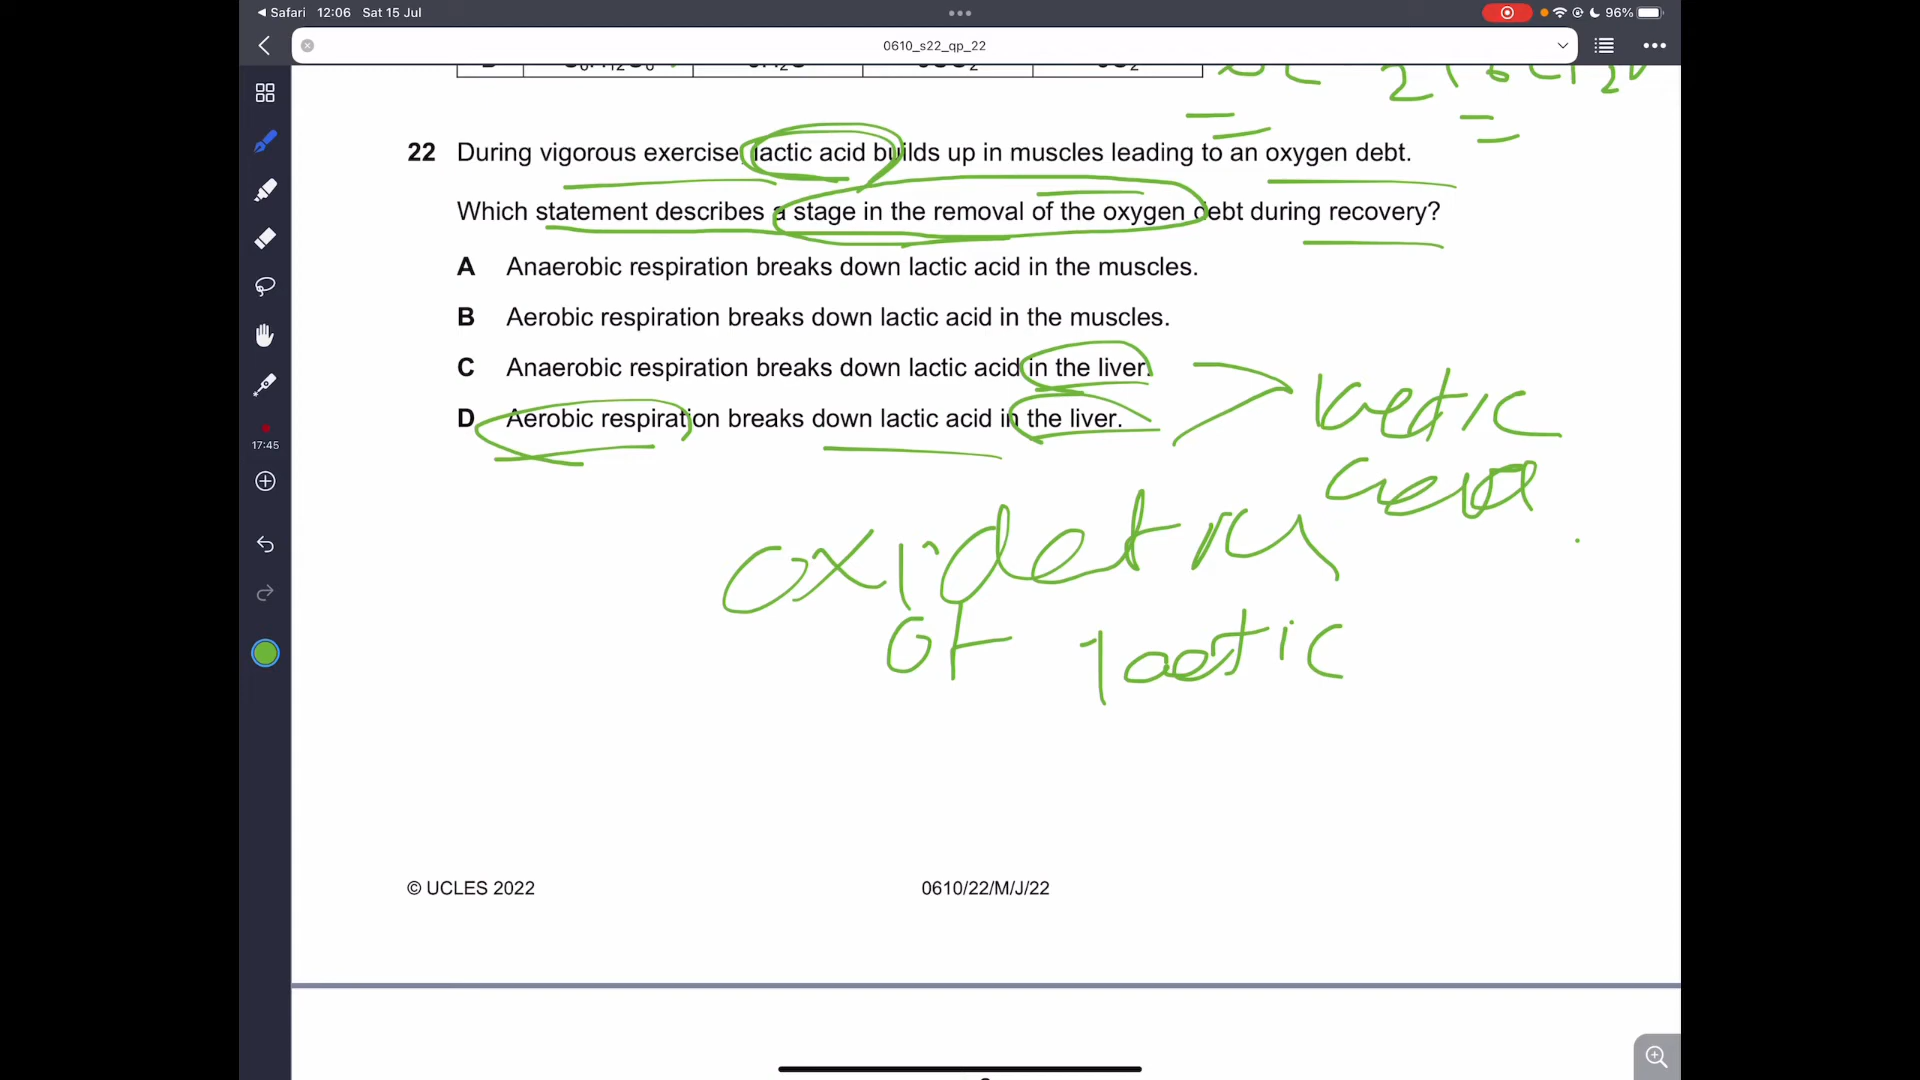 Safari 12:06 Sat 15 Jul
96%
0610_s22_qp_22
22 During vigorous exercise, lactic acid builds up in muscles leading to an oxygen debt.
Which statement describes a stage in the removal of the oxygen debt during recovery?
A Anaerobic respiration breaks down lactic acid in the muscles.
B Aerobic respiration breaks down lactic acid in the muscles.
C Anaerobic respiration breaks down lactic acid in the liver.
D Aerobic respiration breaks down lactic acid in the liver.
17:45
lactic
of lactic
© UCLES 2022 0610/22/M/J/22